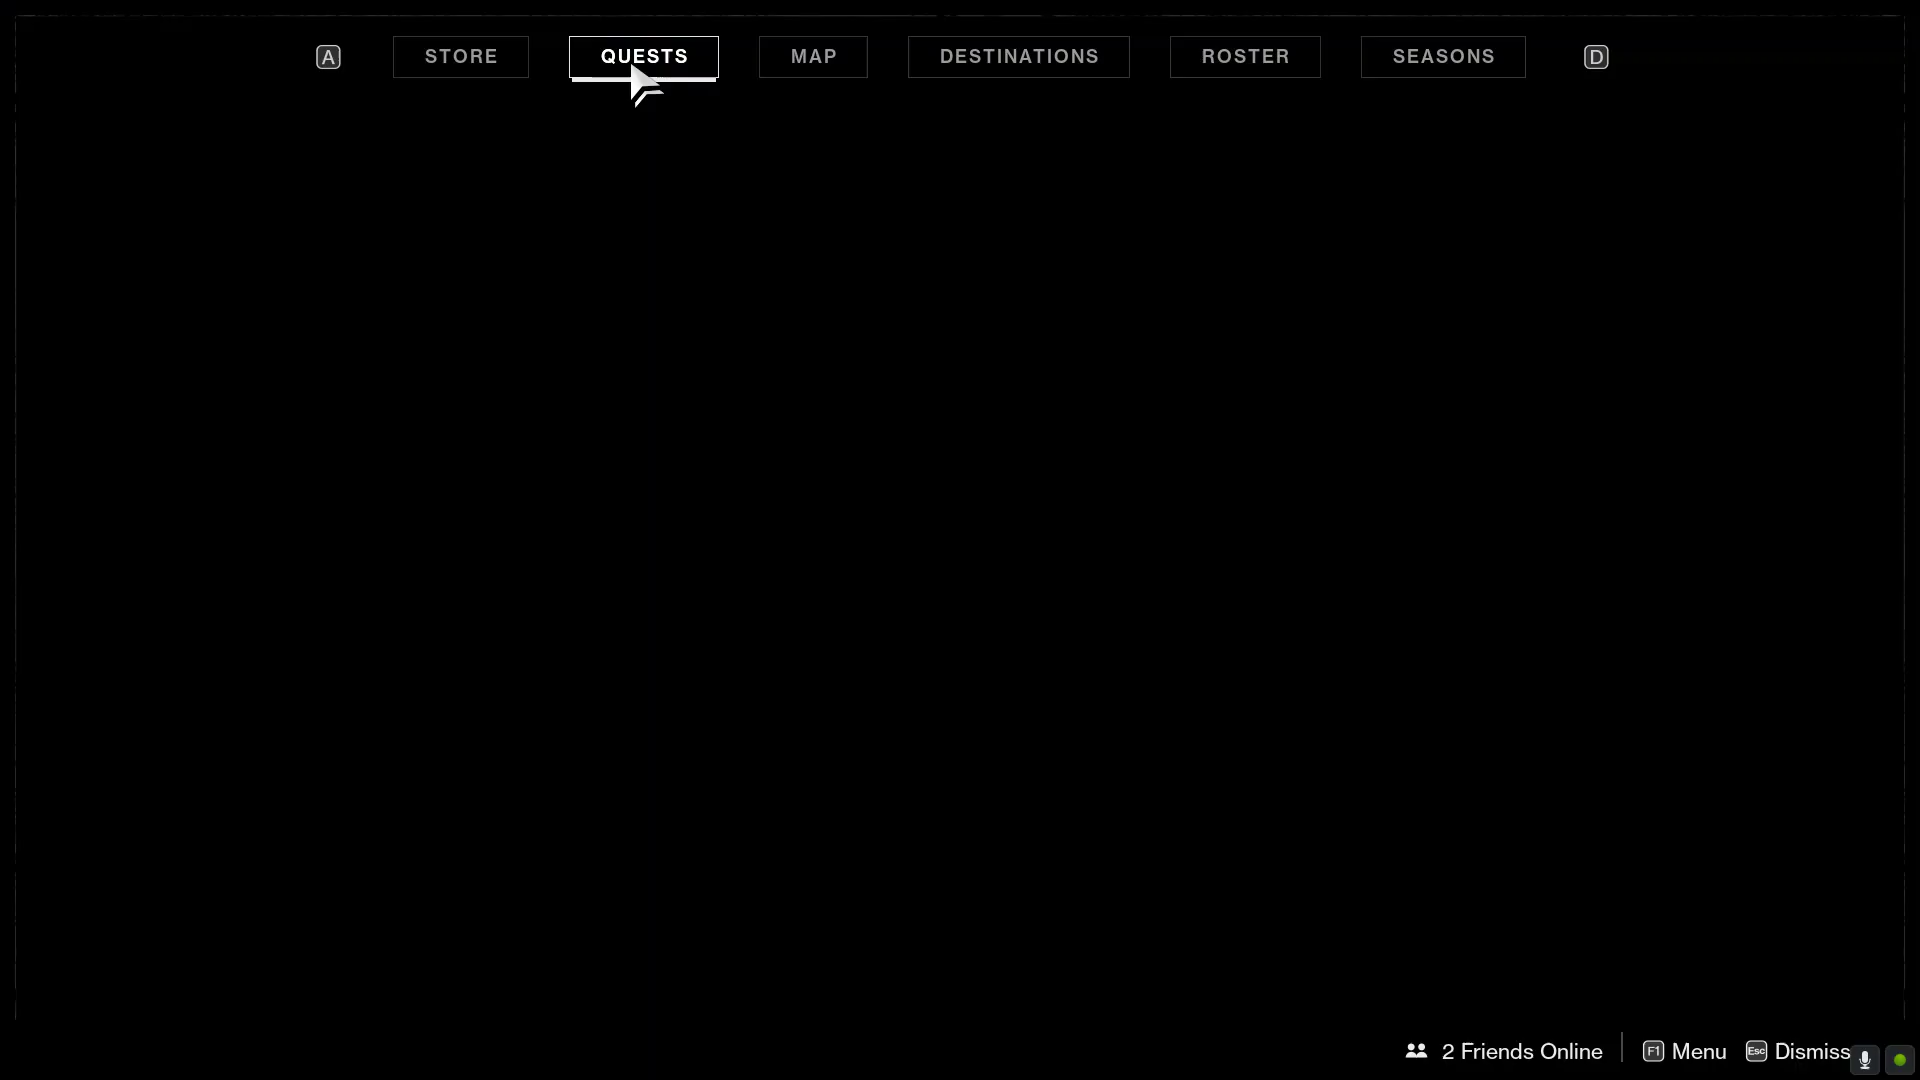 A STORE QUESTS MAP DESTINATIONS ROSTER SEASONS D
2 Friends Online F1 Menu Esc Dismiss